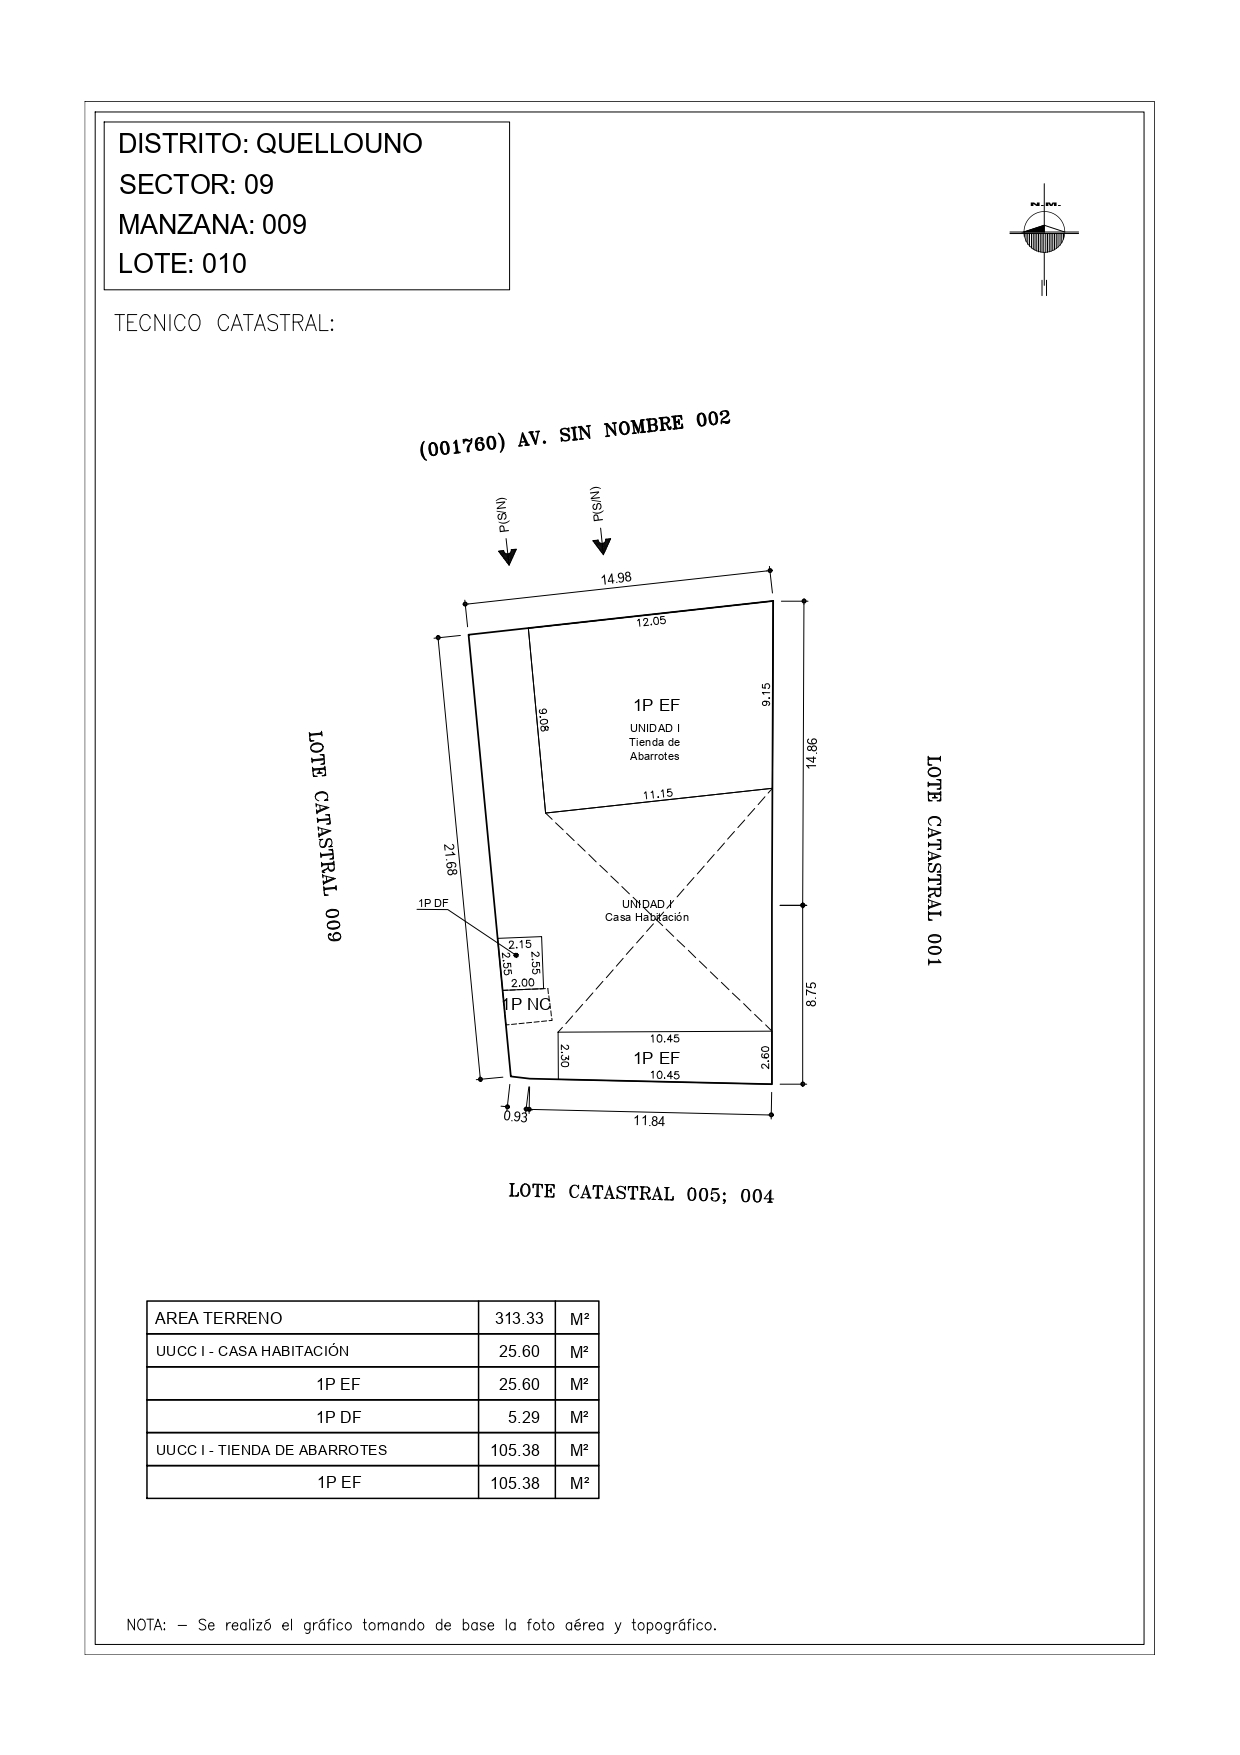 DISTRITO: QUELLOUNO
SECTOR: 09
MANZANA: 009
LOTE: 010
N.M.
TECNICO CATASTRAL:
(001760) AV. SIN NOMBRE 002
P(S/N)
P(S/N)
14.98
12.05
9.15
9.08
1P EF
UNIDAD I
Tienda de
Abarrotes
14.86
11.15
LOTE CATASTRAL 009
LOTE CATASTRAL 001
21.68
1P DF
UNIDAD I
Casa Habitación
2.15
2.55
2.55
2.00
1P NC
8.75
10.45
2.30
1P EF
2.60
10.45
0.93
11.84
LOTE CATASTRAL 005; 004
AREA TERRENO 313.33 M²
UUCC I - CASA HABITACIÓN 25.60 M²
1P EF 25.60 M²
1P DF 5.29 M²
UUCC I - TIENDA DE ABARROTES 105.38 M²
1P EF 105.38 M²
NOTA: - Se realizó el gráfico tomando de base la foto aérea y topográfico.